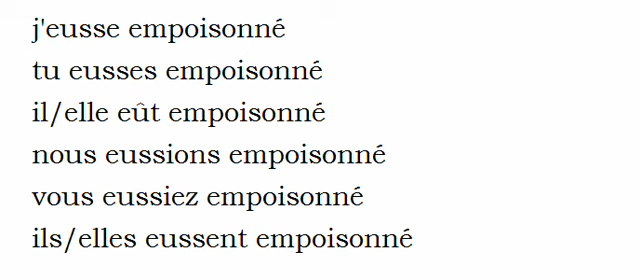 j'eusse empoisonné
tu eusses empoisonné
il/elle eût empoisonné
nous eussions empoisonné
vous eussiez empoisonné
ils/elles eussent empoisonné